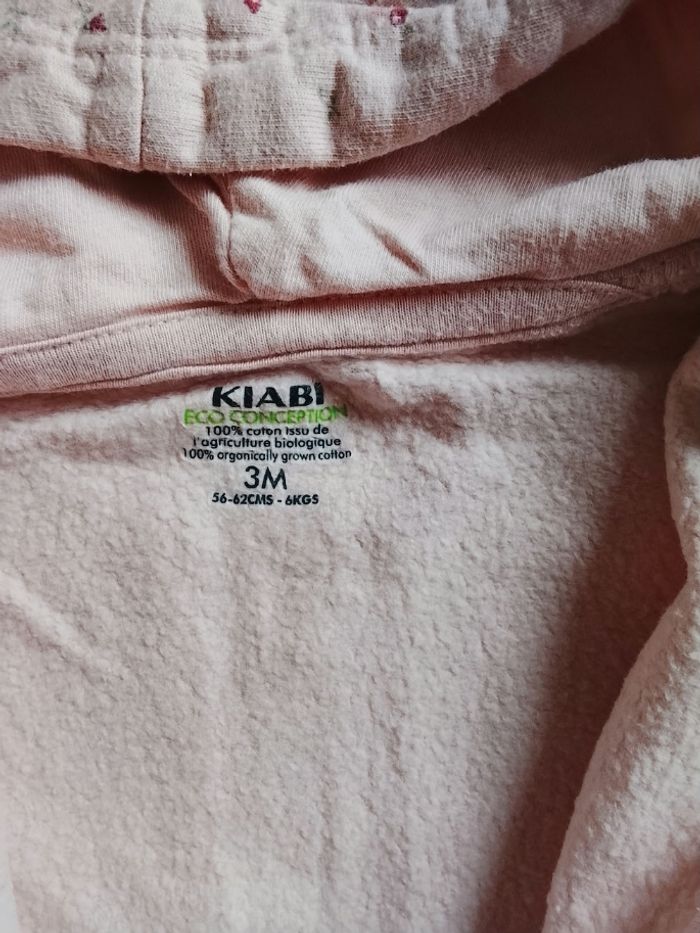 KIABI
ECO CONCEPTION
100% coton issu de
l'agriculture biologique
100% organically grown cotton
3M
56-62CMS - 6KGS